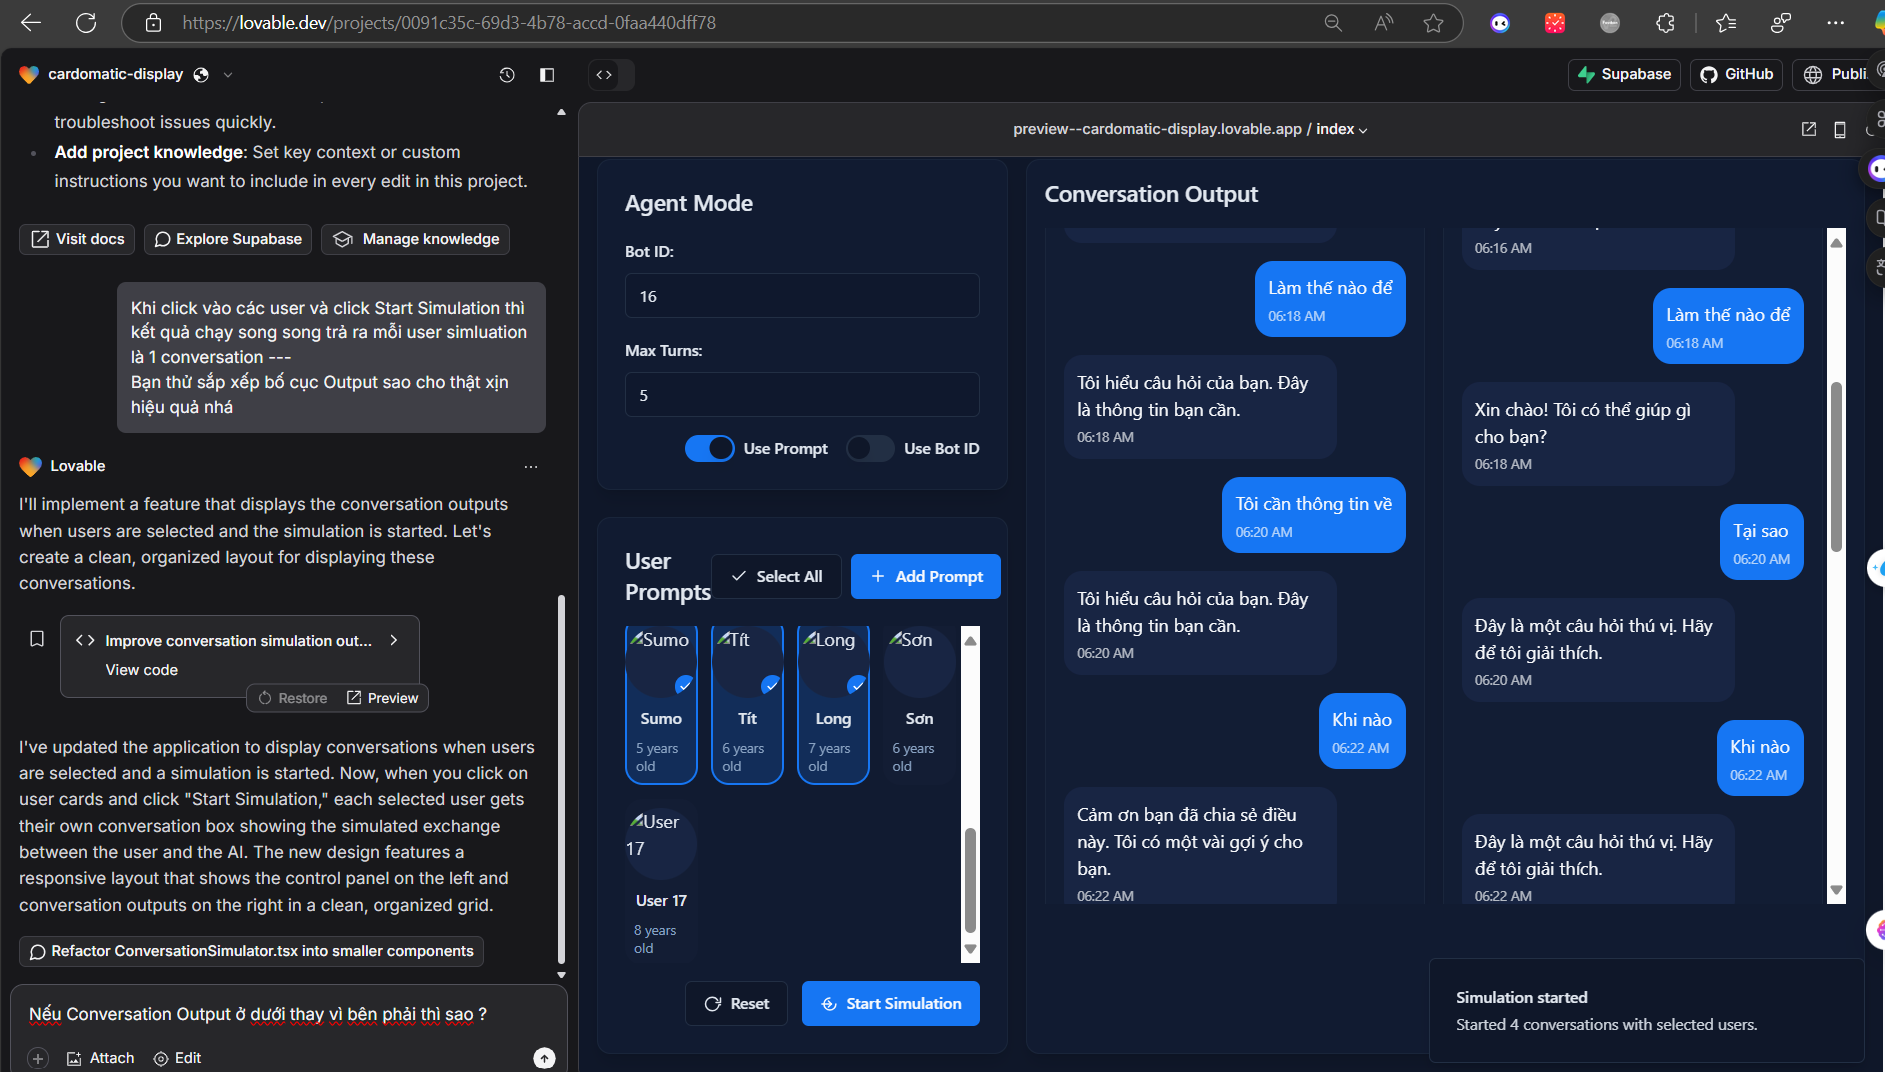 https://lovable.dev/projects/0091c35c-69d3-4b78-accd-0faa440dff78
cardomatic-display
Supabase
GitHub
Publi
troubleshoot issues quickly.
Add project knowledge: Set key context or custom
instructions you want to include in every edit in this project.
Visit docs
Explore Supabase
Manage knowledge
Khi click vào các user và click Start Simulation thì
kết quả chạy song song trả ra mỗi user simluation
là 1 conversation ---
Bạn thử sắp xếp bố cục Output sao cho thật xịn
hiệu quả nhá
Lovable
I'll implement a feature that displays the conversation outputs
when users are selected and the simulation is started. Let's
create a clean, organized layout for displaying these
conversations.
Improve conversation simulation out...
View code
Restore
Preview
I've updated the application to display conversations when users
are selected and a simulation is started. Now, when you click on
user cards and click "Start Simulation," each selected user gets
their own conversation box showing the simulated exchange
between the user and the AI. The new design features a
responsive layout that shows the control panel on the left and
conversation outputs on the right in a clean, organized grid.
Refactor ConversationSimulator.tsx into smaller components
Nếu Conversation Output ở dưới thay vì bên phải thì sao ?
Attach
Edit
preview--cardomatic-display.lovable.app / index
Agent Mode
Bot ID:
16
Max Turns:
5
Use Prompt
Use Bot ID
User
Prompts
Select All
Add Prompt
Sumo
Tít
Long
Sơn
Sumo
Tít
Long
Sơn
5 years
old
6 years
old
7 years
old
6 years
old
User
17
User 17
8 years
old
Reset
Start Simulation
Conversation Output
Làm thế nào để
06:18 AM
Tôi hiểu câu hỏi của bạn. Đây
là thông tin bạn cần.
06:18 AM
Tôi cần thông tin về
06:20 AM
Tôi hiểu câu hỏi của bạn. Đây
là thông tin bạn cần.
06:20 AM
Khi nào
06:22 AM
Cảm ơn bạn đã chia sẻ điều
này. Tôi có một vài gợi ý cho
bạn.
06:22 AM
06:16 AM
Làm thế nào để
06:18 AM
Xin chào! Tôi có thể giúp gì
cho bạn?
06:18 AM
Tại sao
06:20 AM
Đây là một câu hỏi thú vị. Hãy
để tôi giải thích.
06:20 AM
Khi nào
06:22 AM
Đây là một câu hỏi thú vị. Hãy
để tôi giải thích.
06:22 AM
Simulation started
Started 4 conversations with selected users.